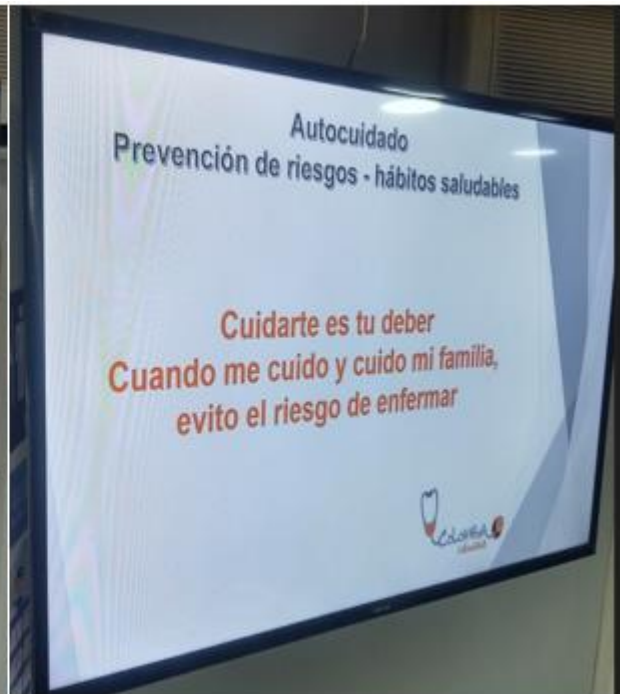 Autocuidado
Prevención de riesgos - hábitos saludables
Cuidarte es tu deber
Cuando me cuido y cuido mi familia,
evito el riesgo de enfermar